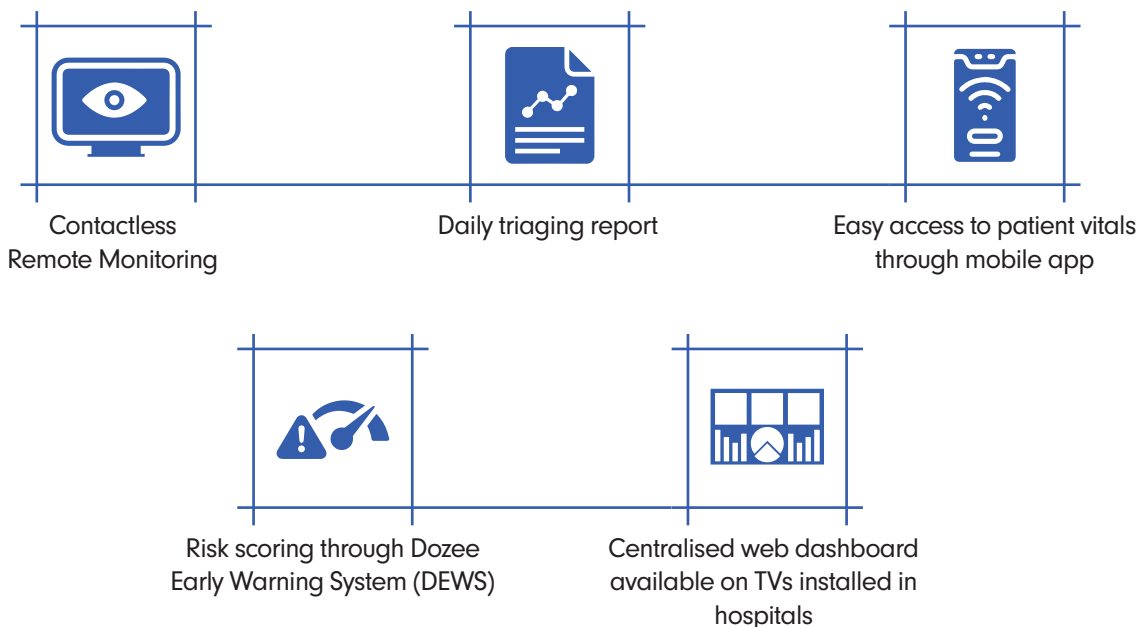 Contactless
Remote Monitoring
Daily triaging report
Easy access to patient vitals
through mobile app
Risk scoring through Dozee
Early Warning System (DEWS)
Centralised web dashboard
available on TVs installed in
hospitals